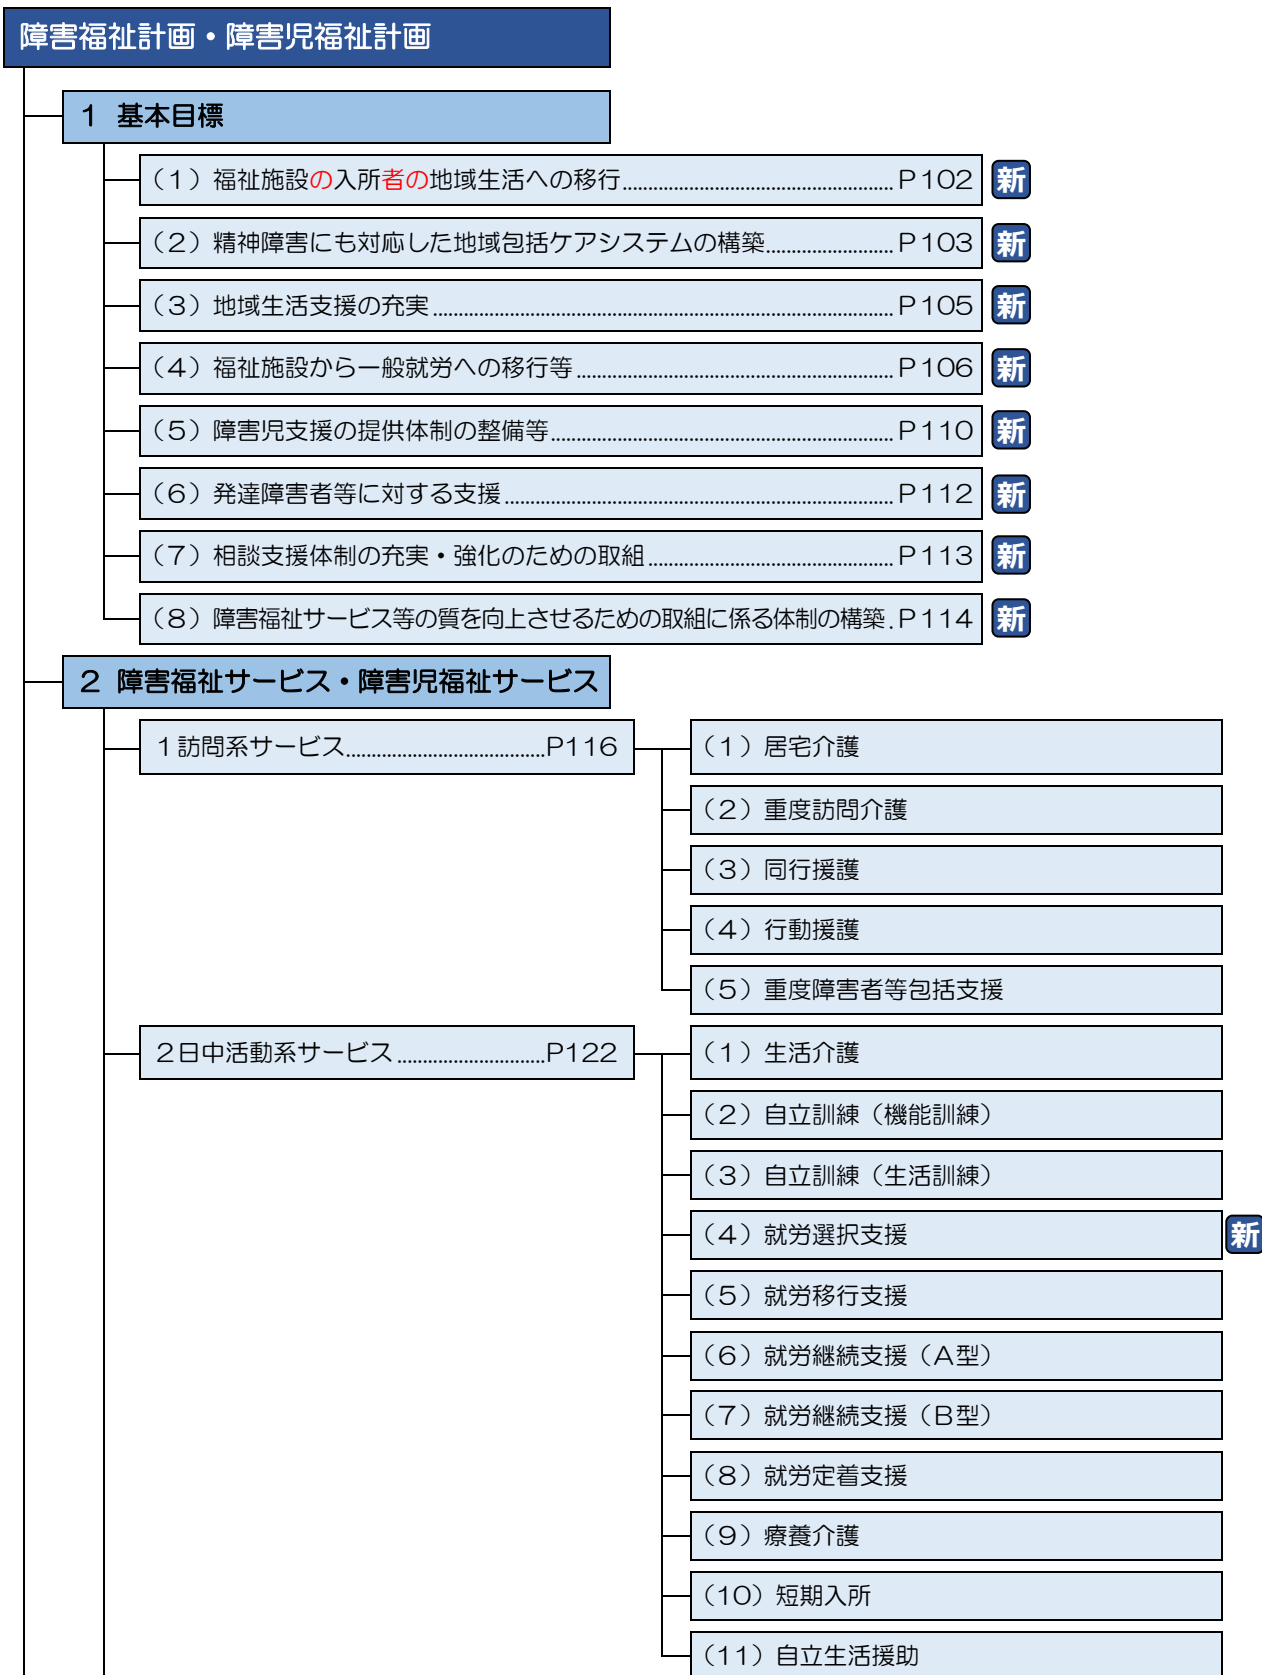 障害福祉計画・障害児福祉計画
1 基本目標
（1）福祉施設の入所者の地域生活への移行 P102 新
（2）精神障害にも対応した地域包括ケアシステムの構築 P103 新
（3）地域生活支援の充実 P105 新
（4）福祉施設から一般就労への移行等 P106 新
（5）障害児支援の提供体制の整備等 P110 新
（6）発達障害者等に対する支援 P112 新
（7）相談支援体制の充実・強化のための取組 P113 新
（8）障害福祉サービス等の質を向上させるための取組に係る体制の構築 P114 新
2 障害福祉サービス・障害児福祉サービス
1訪問系サービス P116
（1）居宅介護
（2）重度訪問介護
（3）同行援護
（4）行動援護
（5）重度障害者等包括支援
2日中活動系サービス P122
（1）生活介護
（2）自立訓練（機能訓練）
（3）自立訓練（生活訓練）
（4）就労選択支援 新
（5）就労移行支援
（6）就労継続支援（A型）
（7）就労継続支援（B型）
（8）就労定着支援
（9）療養介護
（10）短期入所
（11）自立生活援助